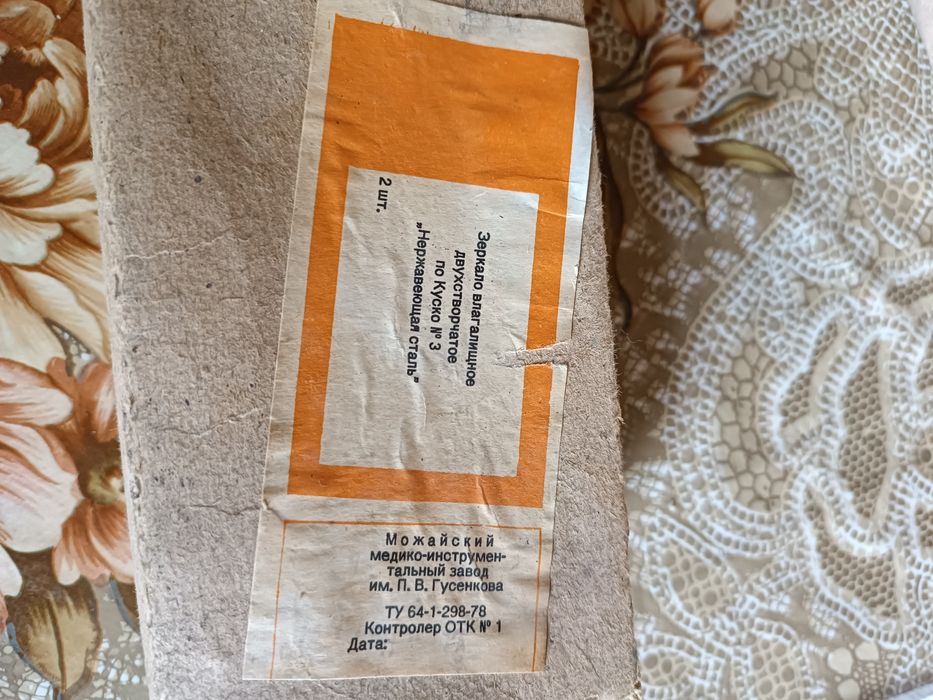 Зеркало влагалищное
двухстворчатое
по Куско № 3
„Нержавеющая сталь"
2 шт.
Можайский
медико-инструмен-
тальный завод
им. П. В. Гусенкова
ТУ 64-1-298-78
Контролер ОТК № 1
Дата: